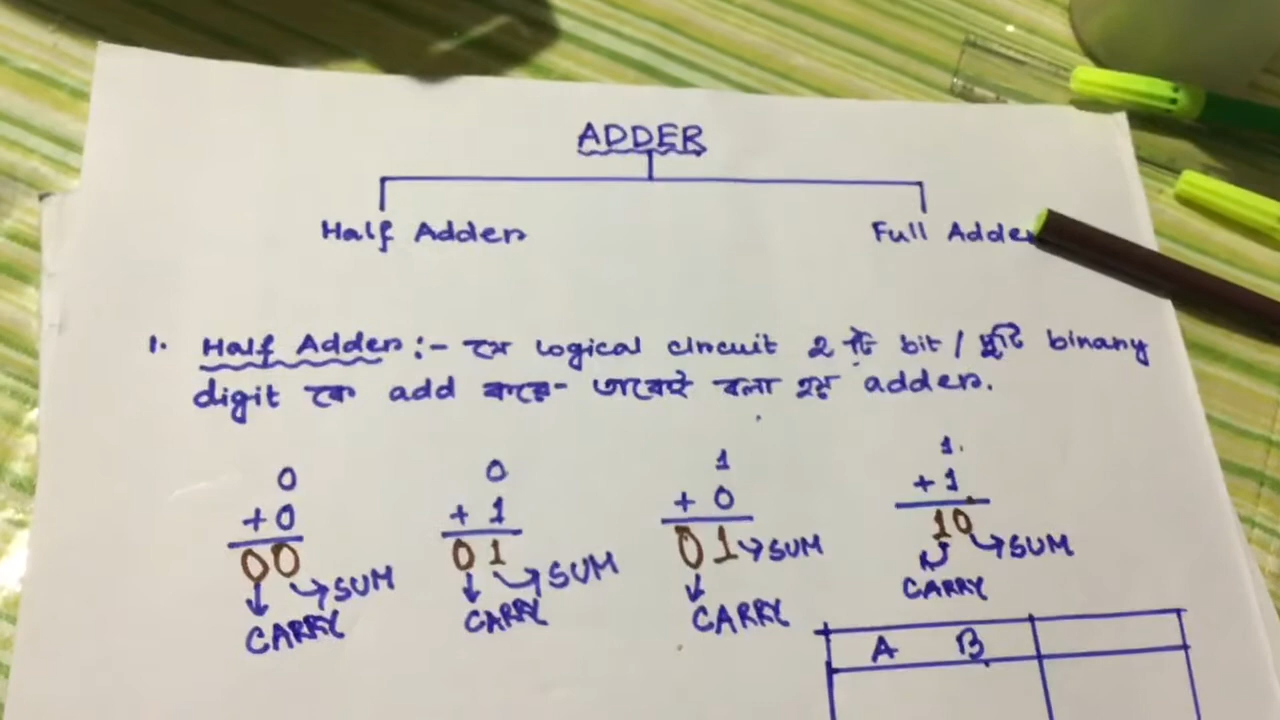 ADDER
Half Adder Full Adder
1. Half Adder :- যে Logical circuit 2 টি bit / দুটি binary
digit কে add করে- তাকেই বলা হয় adder.
0 0 1 1
+0 +1 +0 +1
00 01 01 10
SUM SUM SUM SUM
CARRY CARRY CARRY CARRY
A B